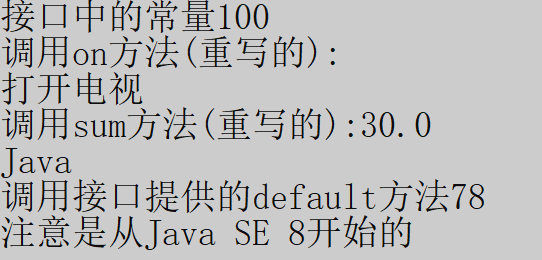 接口中的常量100
调用on方法(重写的):
打开电视
调用sum方法(重写的):30.0
Java
调用接口提供的default方法78
注意是从Java SE 8开始的